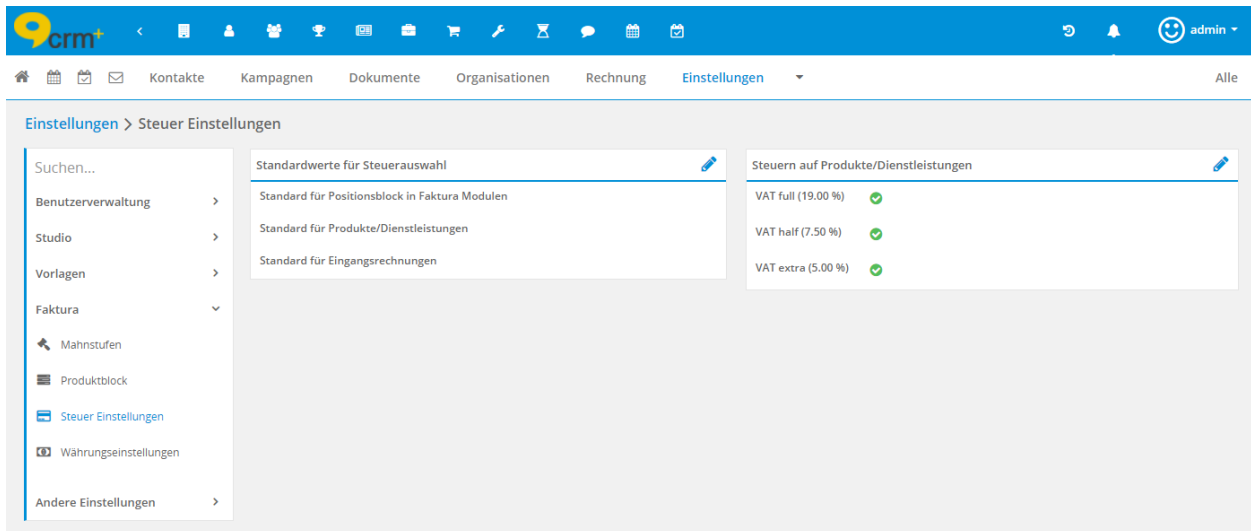 9crm+
admin
Kontakte Kampagnen Dokumente Organisationen Rechnung Einstellungen Alle
Einstellungen > Steuer Einstellungen
Suchen...
Benutzerverwaltung
Studio
Vorlagen
Faktura
Mahnstufen
Produktblock
Steuer Einstellungen
Währungseinstellungen
Andere Einstellungen
Standardwerte für Steuerauswahl
Standard für Positionsblock in Faktura Modulen
Standard für Produkte/Dienstleistungen
Standard für Eingangsrechnungen
Steuern auf Produkte/Dienstleistungen
VAT full (19.00 %)
VAT half (7.50 %)
VAT extra (5.00 %)